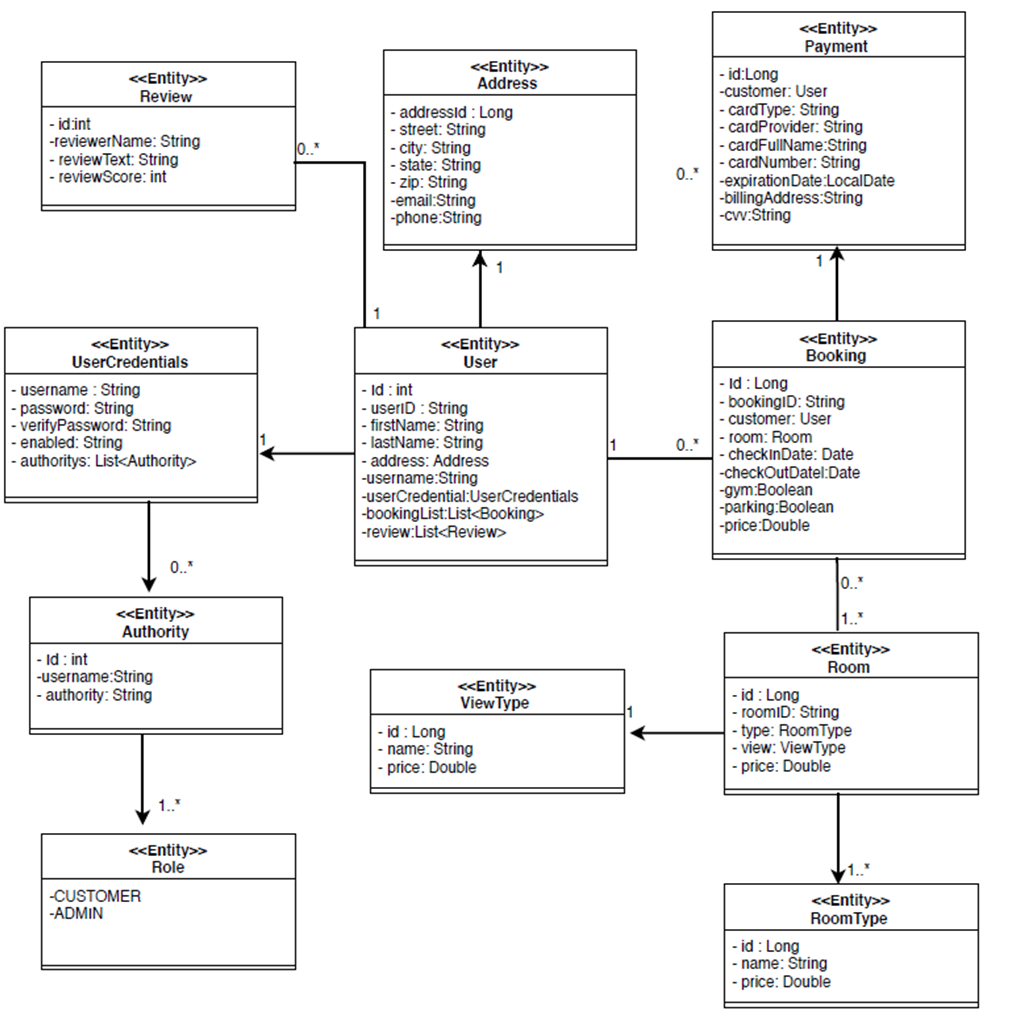 <<Entity>>
Review
- id:int
-reviewerName: String
- reviewText: String
- reviewScore: int
0..*
<<Entity>>
Address
- addressId : Long
- street: String
- city: String
- state: String
- zip: String
-email:String
-phone:String
1
<<Entity>>
Payment
- id:Long
-customer: User
- cardType: String
- cardProvider: String
- cardFullName:String
- cardNumber: String
-expirationDate:LocalDate
-billingAddress:String
-cvv:String
0..*
1
1
<<Entity>>
UserCredentials
- username : String
- password: String
- verifyPassword: String
- enabled: String
- authoritys: List<Authority>
1
<<Entity>>
User
- id : int
- userID : String
- firstName: String
- lastName: String
- address: Address
-username:String
-userCredential:UserCredentials
-bookingList:List<Booking>
-review:List<Review>
1
0..*
<<Entity>>
Booking
- id : Long
- bookingID: String
- customer: User
- room: Room
- checkInDate: Date
-checkOutDatel:Date
-gym:Boolean
-parking:Boolean
-price:Double
0..*
0..*
1..*
<<Entity>>
Authority
- id : int
-username:String
- authority: String
1..*
<<Entity>>
ViewType
- id : Long
- name: String
- price: Double
1
<<Entity>>
Room
- id : Long
- roomID: String
- type: RoomType
- view: ViewType
- price: Double
1..*
<<Entity>>
Role
-CUSTOMER
-ADMIN
<<Entity>>
RoomType
- id : Long
- name: String
- price: Double